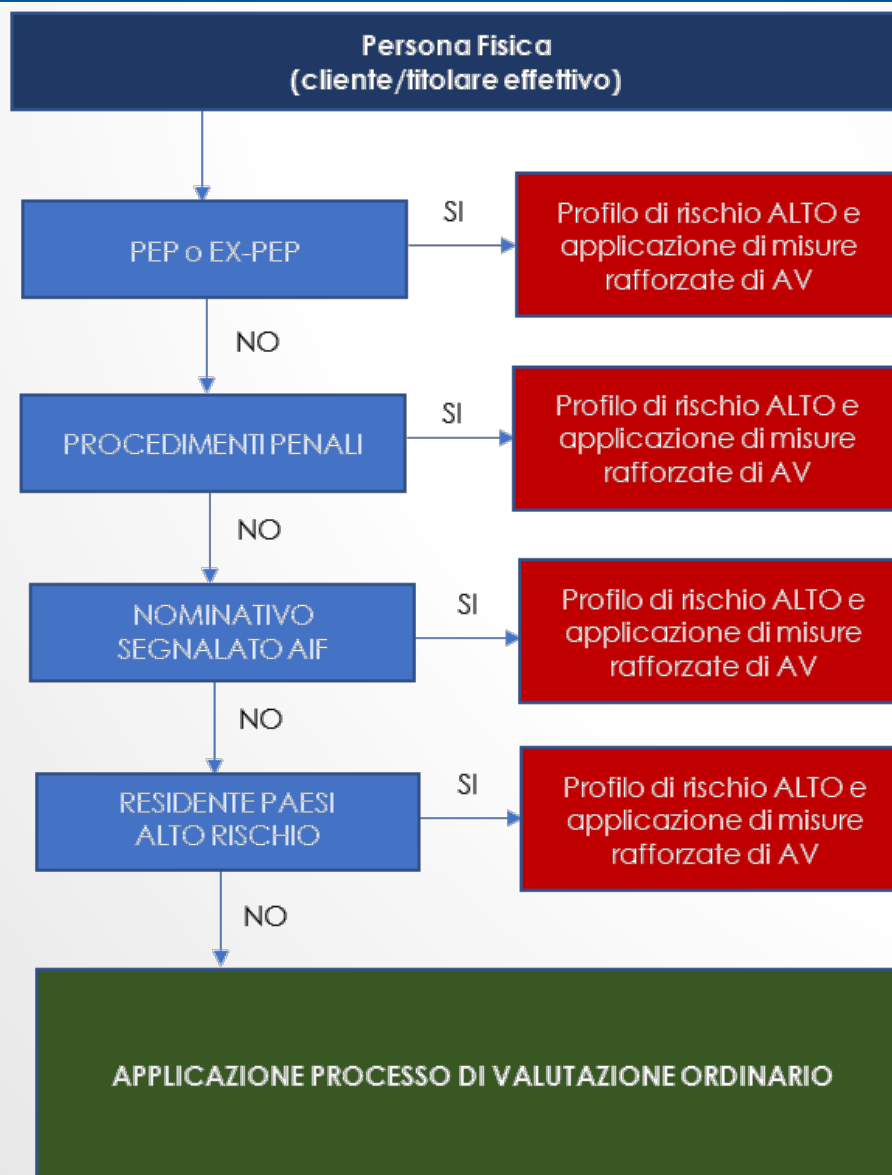 Persona Fisica
(cliente/titolare effettivo)
PEP o EX-PEP
SI
Profilo di rischio ALTO e
applicazione di misure
rafforzate di AV
NO
PROCEDIMENTI PENALI
SI
Profilo di rischio ALTO e
applicazione di misure
rafforzate di AV
NO
NOMINATIVO
SEGNALATO AIF
SI
Profilo di rischio ALTO e
applicazione di misure
rafforzate di AV
NO
RESIDENTE PAESI
ALTO RISCHIO
SI
Profilo di rischio ALTO e
applicazione di misure
rafforzate di AV
NO
APPLICAZIONE PROCESSO DI VALUTAZIONE ORDINARIO